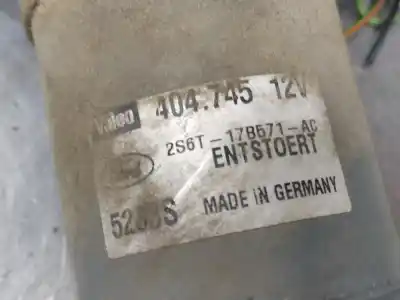 Valeo 404.745 12V
2S6T-17B571-AC
ENTSTOERT
MADE IN GERMANY